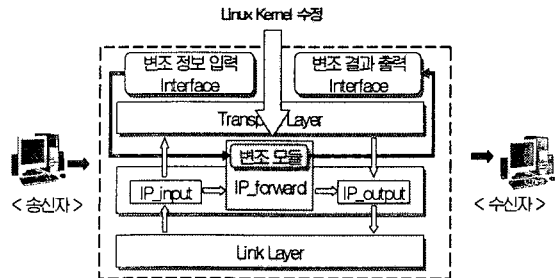 Linux Kernel 수정
변조 정보 입력
Interface
변조 결과 출력
Interface
Transport Layer
변조 모듈
IP_input
IP_forward
IP_output
< 송신자 >
< 수신자 >
Link Layer